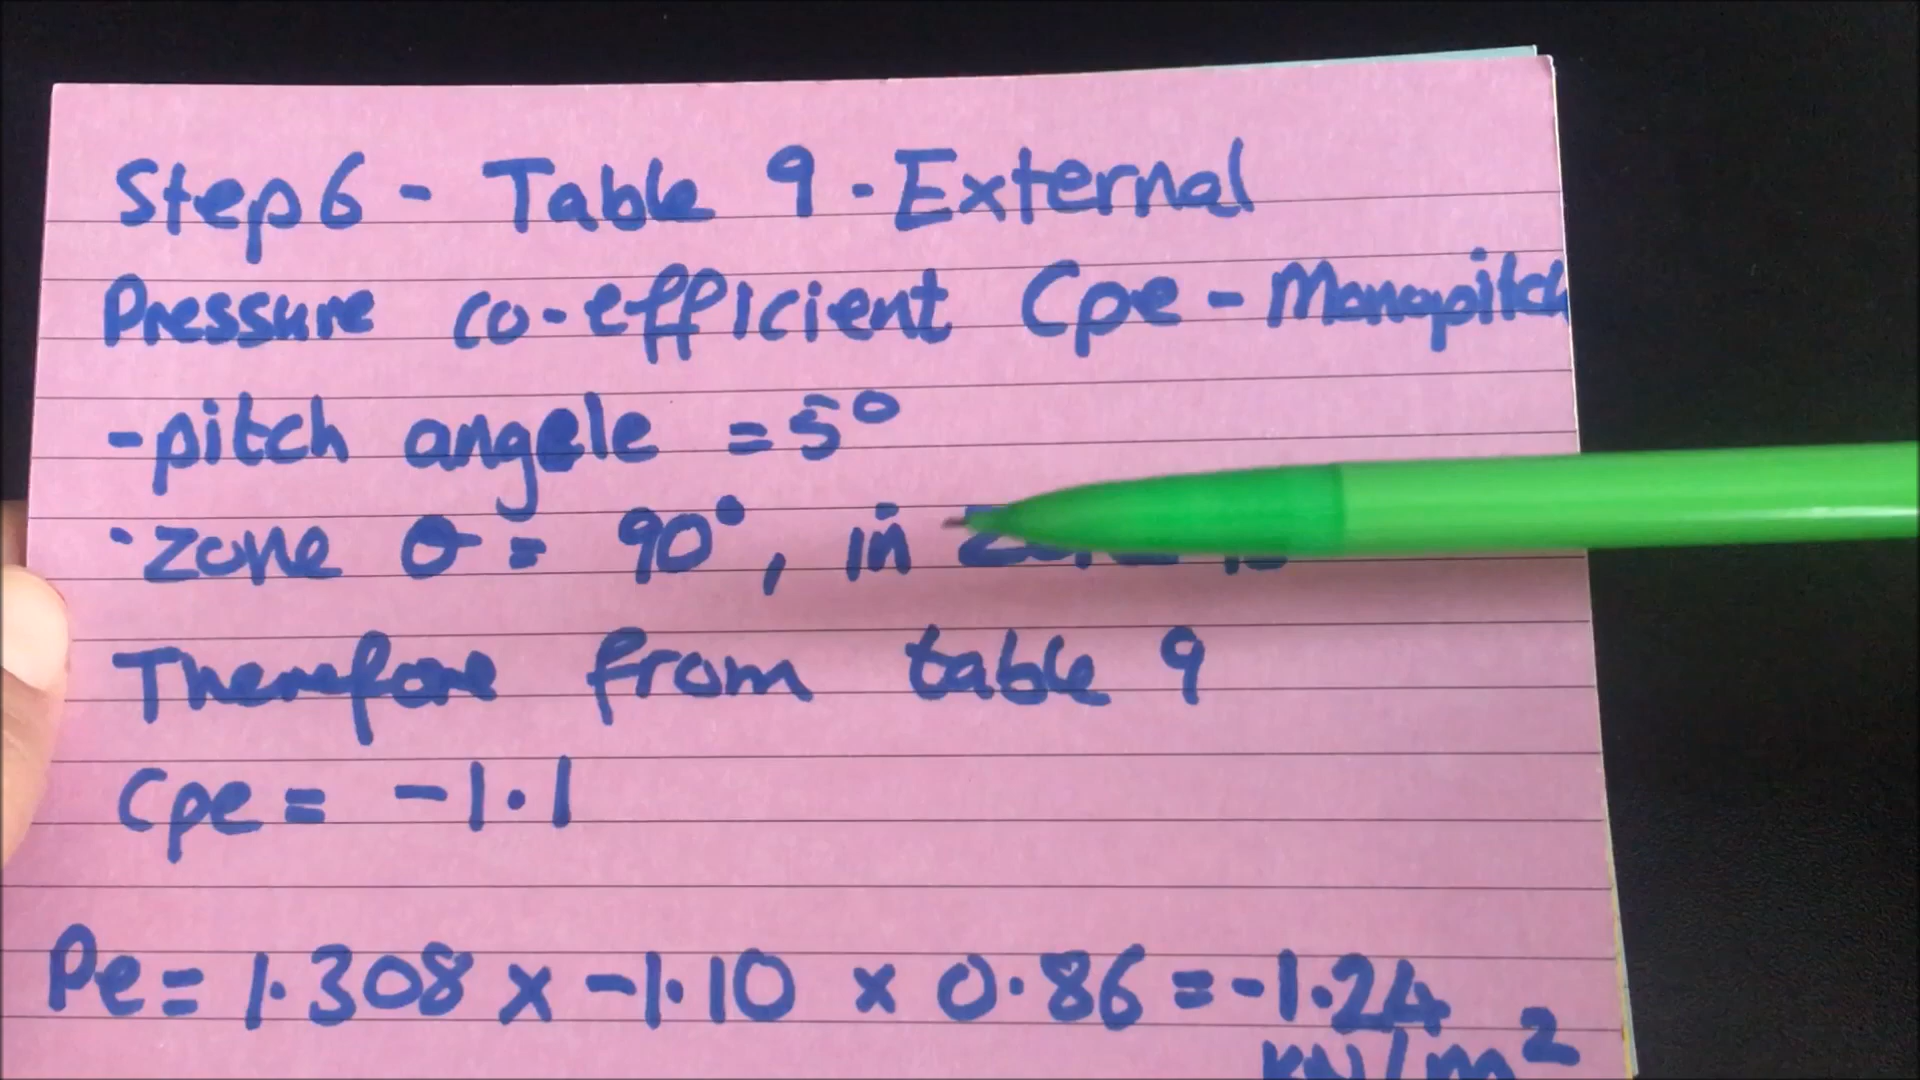 Step 6 - Table 9 - External
Pressure co-efficient Cpe - Monopitch
- pitch angele = 5°
· zone θ = 90°, in
Therefore from table 9
Cpe = -1.1
Pe = 1.308 x -1.10 x 0.86 = -1.24
KN/m²